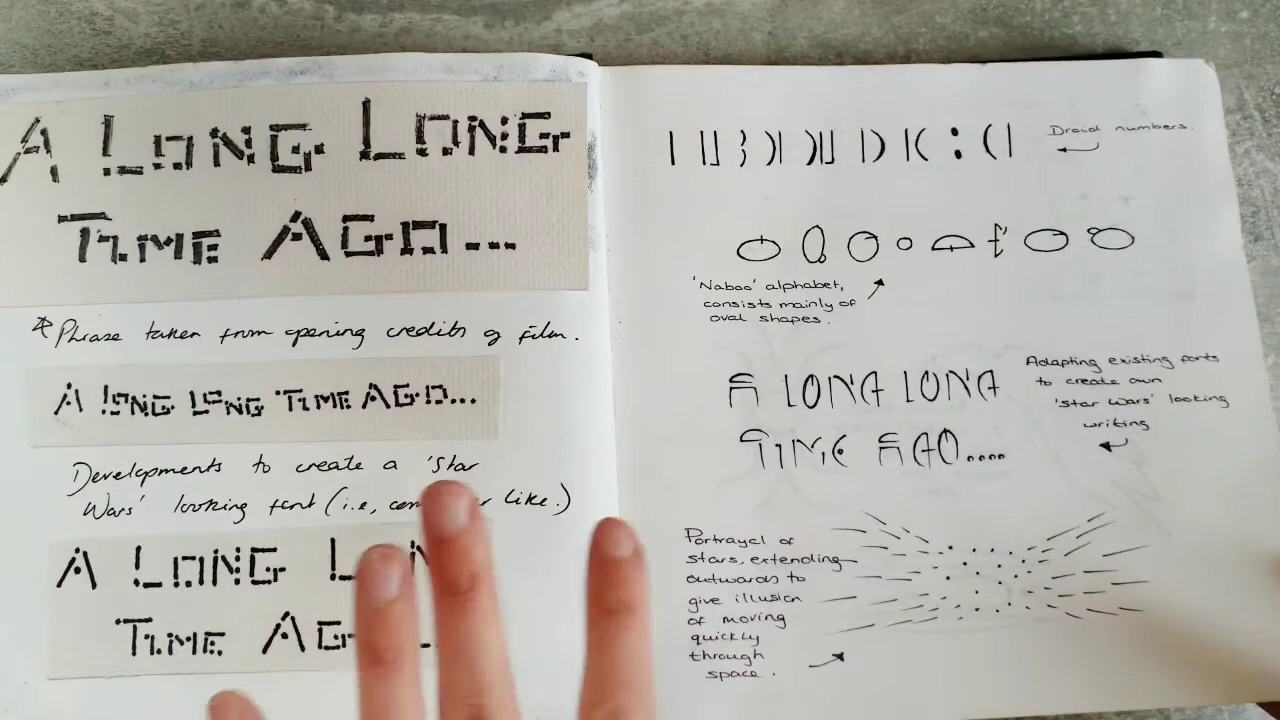 A LONG LONG
TIME AGO...
*Phrase taken from opening credits of film.
A LONG LONG TIME AGO...
Developments to create a 'Star
Wars' looking font (i.e, like.)
A LONG
TIME
Droid numbers.
'Naboo' alphabet,
consists mainly of
oval shapes.
A LONG LONG
TIME AGO....
Adapting existing fonts
to create own
'Star Wars' looking
writing
Portrayal of
stars, extending
outwards to
give illusion
of moving
quickly
through
space.